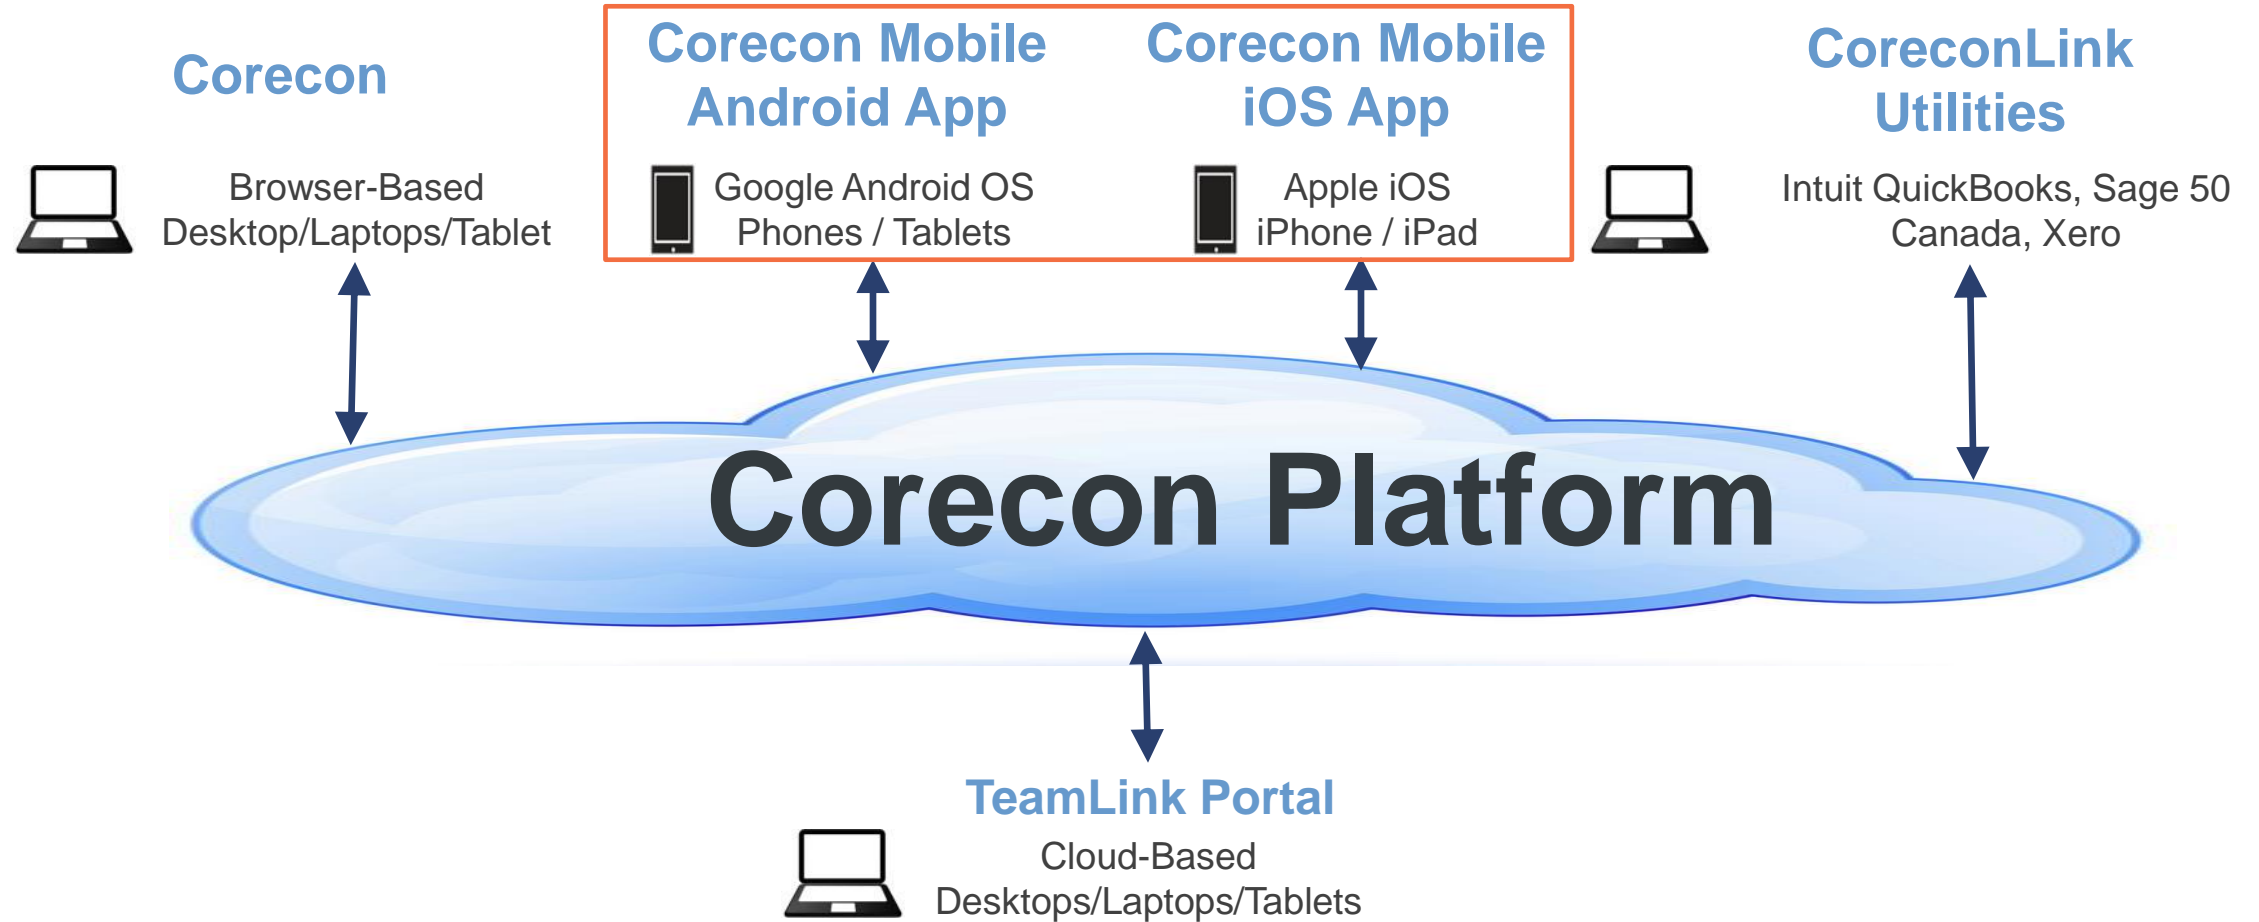 Corecon
Browser-Based
Desktop/Laptops/Tablet
Corecon Mobile
Android App
Google Android OS
Phones / Tablets
Corecon Mobile
iOS App
Apple iOS
iPhone / iPad
CoreconLink
Utilities
Intuit QuickBooks, Sage 50
Canada, Xero
Corecon Platform
TeamLink Portal
Cloud-Based
Desktops/Laptops/Tablets